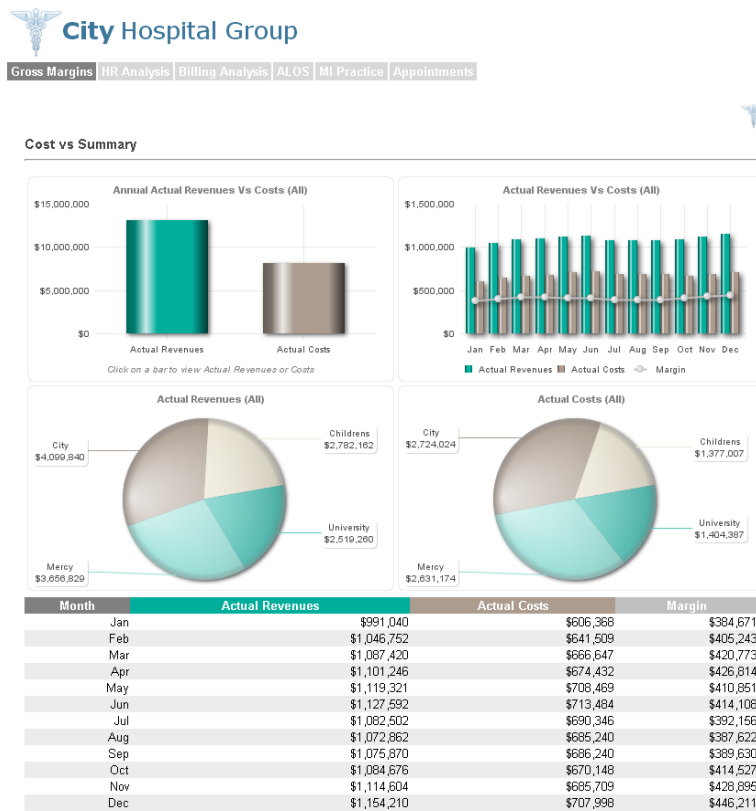 City Hospital Group
Gross Margins HR Analysis Billing Analysis ALOS MI Practice Appointments
Cost vs Summary
Annual Actual Revenues Vs Costs (All)
$15,000,000
$10,000,000
$5,000,000
$0
Actual Revenues Actual Costs
Click on a bar to view Actual Revenues or Costs
Actual Revenues Vs Costs (All)
$1,500,000
$1,000,000
$500,000
$0
Jan Feb Mar Apr May Jun Jul Aug Sep Oct Nov Dec
Actual Revenues Actual Costs Margin
Actual Revenues (All)
City
$4,099,840
Childrens
$2,782,162
University
$2,519,260
Mercy
$3,656,829
Actual Costs (All)
City
$2,724,024
Childrens
$1,377,007
University
$1,404,387
Mercy
$2,631,174
Month Actual Revenues Actual Costs Margin
Jan $991,040 $606,368 $384,671
Feb $1,046,752 $641,509 $405,243
Mar $1,087,420 $666,647 $420,773
Apr $1,101,246 $674,432 $426,814
May $1,119,321 $708,469 $410,851
Jun $1,127,592 $713,484 $414,108
Jul $1,082,502 $690,346 $392,156
Aug $1,072,862 $685,240 $387,622
Sep $1,075,870 $686,240 $389,630
Oct $1,084,676 $670,148 $414,527
Nov $1,114,604 $685,709 $428,895
Dec $1,154,210 $707,998 $446,211